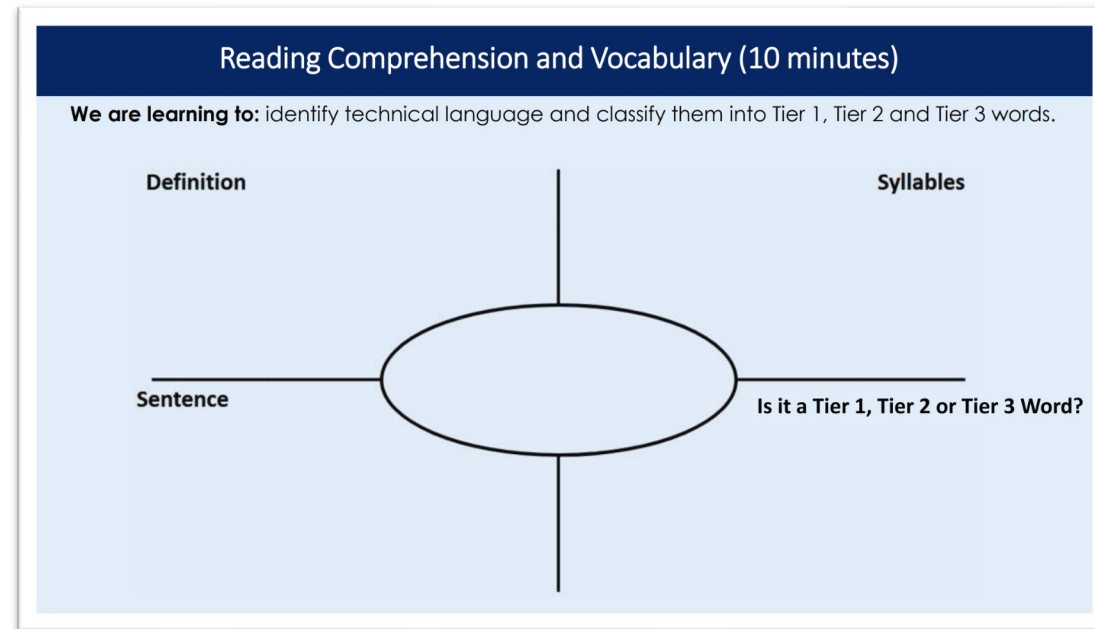 Reading Comprehension and Vocabulary (10 minutes)
We are learning to: identify technical language and classify them into Tier 1, Tier 2 and Tier 3 words.
Definition
Syllables
Sentence
Is it a Tier 1, Tier 2 or Tier 3 Word?